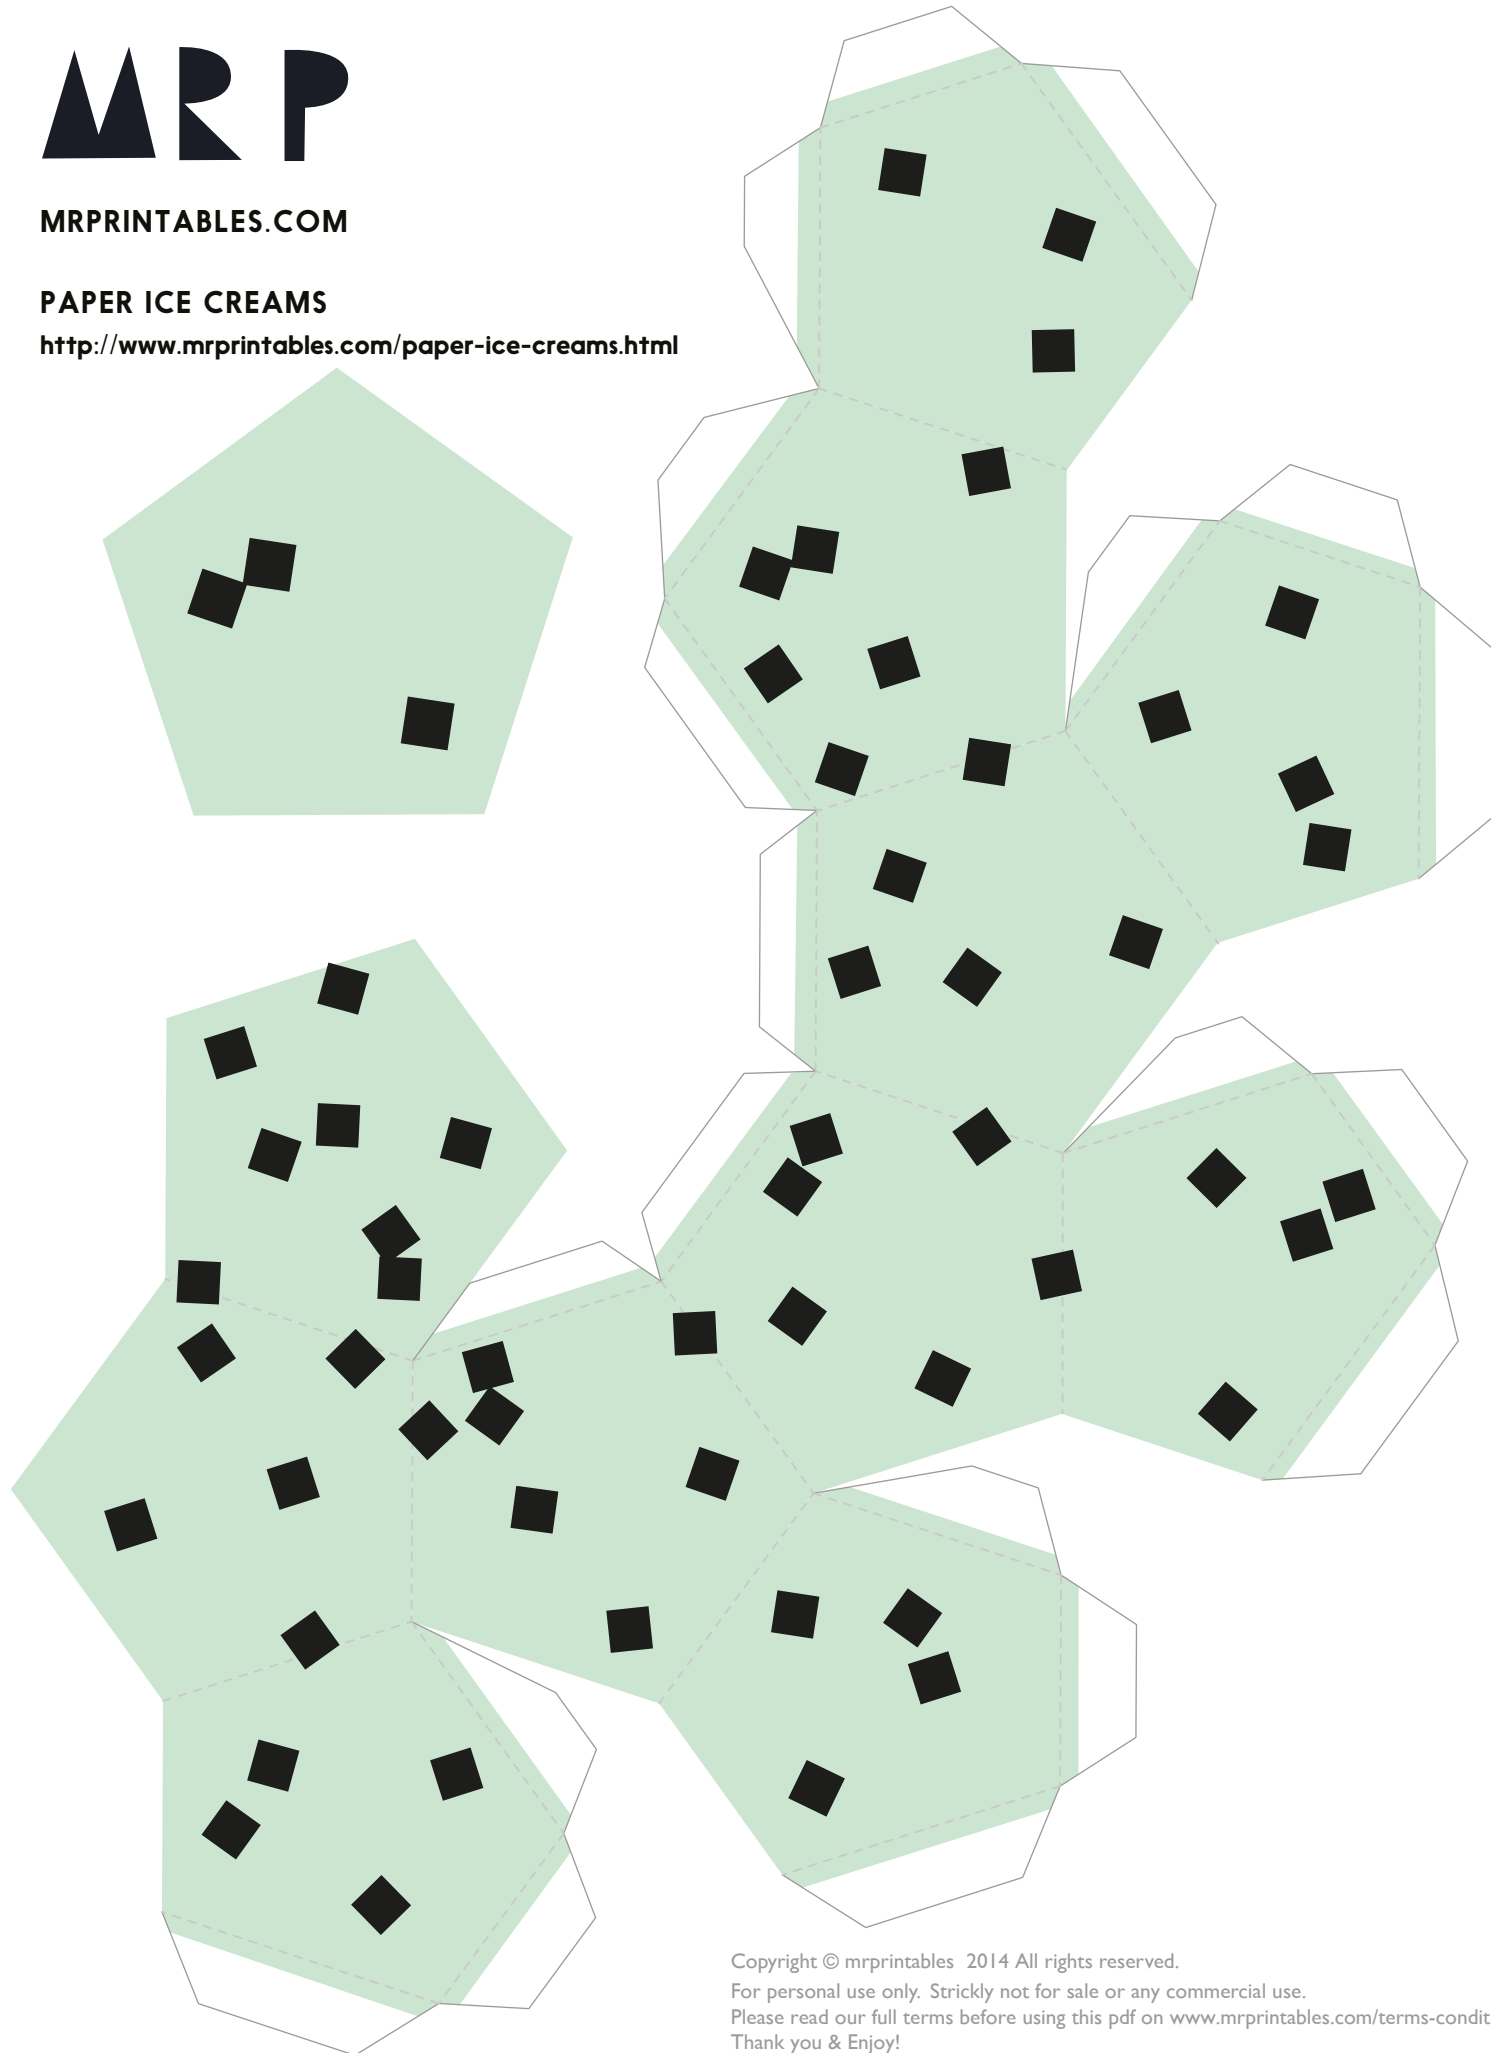 MRP
MRPRINTABLES.COM
PAPER ICE CREAMS
http://www.mrprintables.com/paper-ice-creams.html
Copyright © mrprintables 2014 All rights reserved.
For personal use only. Strickly not for sale or any commercial use.
Please read our full terms before using this pdf on www.mrprintables.com/terms-condit
Thank you & Enjoy!